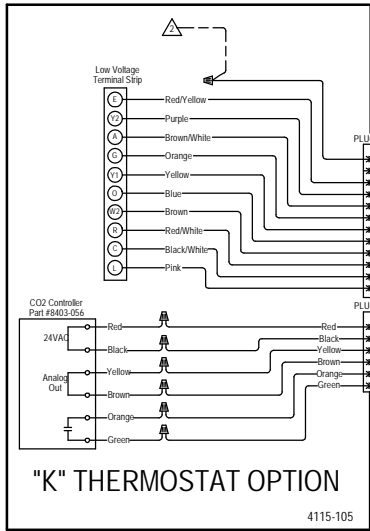 2
Low Voltage
Terminal Strip
E Red/Yellow
Y2 Purple
A Brown/White
G Orange
Y1 Yellow
O Blue
W2 Brown
R Red/White
C Black/White
L Pink
PLU
CO2 Controller
Part #8403-056
PLU
24VAC
Red Red
Black Black
Analog
Out
Yellow Yellow
Brown Brown
Orange Orange
Green Green
"K" THERMOSTAT OPTION
4115-105